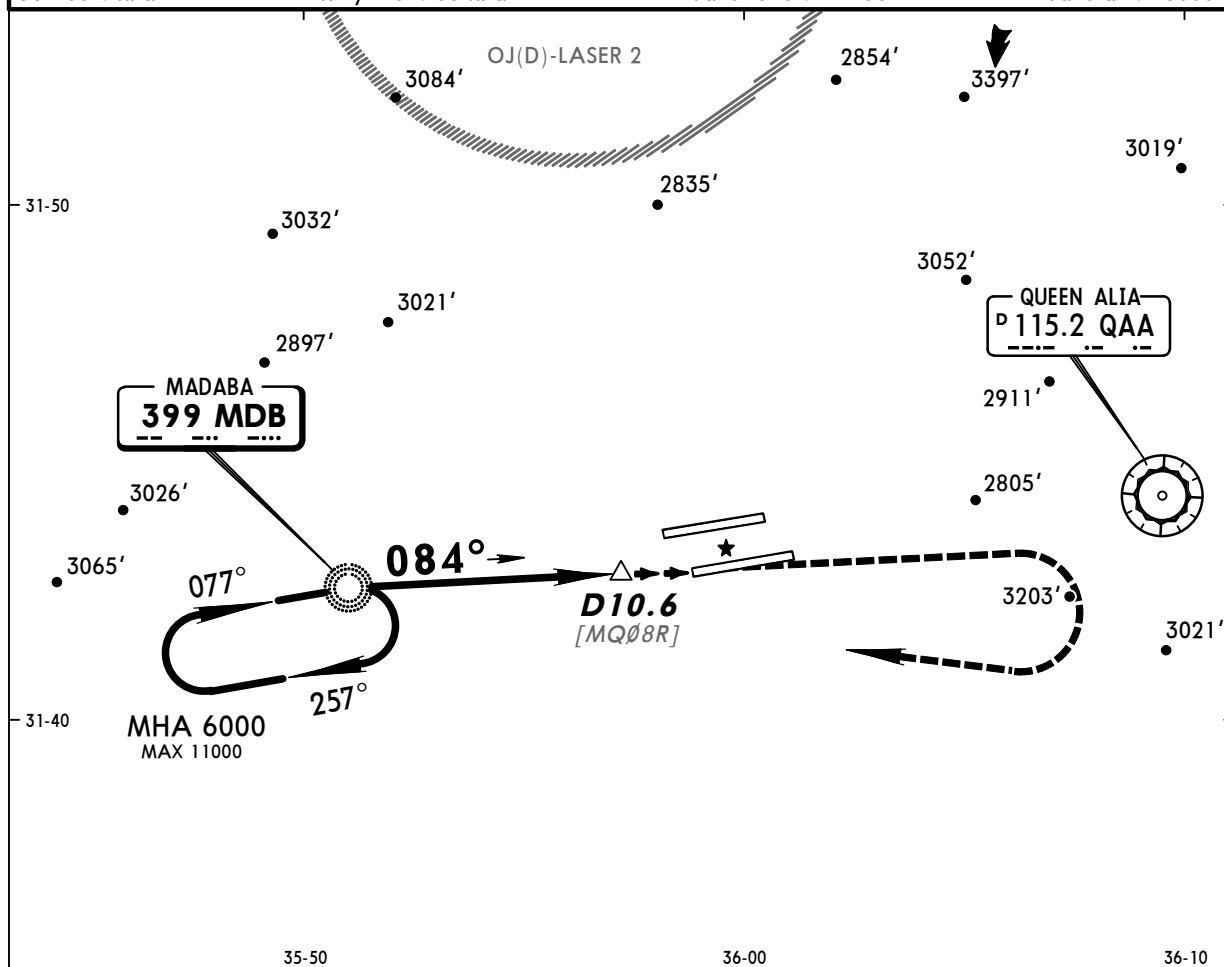 OJ(D)-LASER 2
2854'
3084'
3397'
3019'
2835'
31-50
3032'
3052'
QUEEN ALIA
D 115.2 QAA
3021'
2897'
MADABA
399 MDB
2911'
2805'
3026'
084°
3065'
077°
D10.6
[MQØ8R]
3203'
3021'
257°
MHA 6000
MAX 11000
31-40
35-50
36-00
36-10